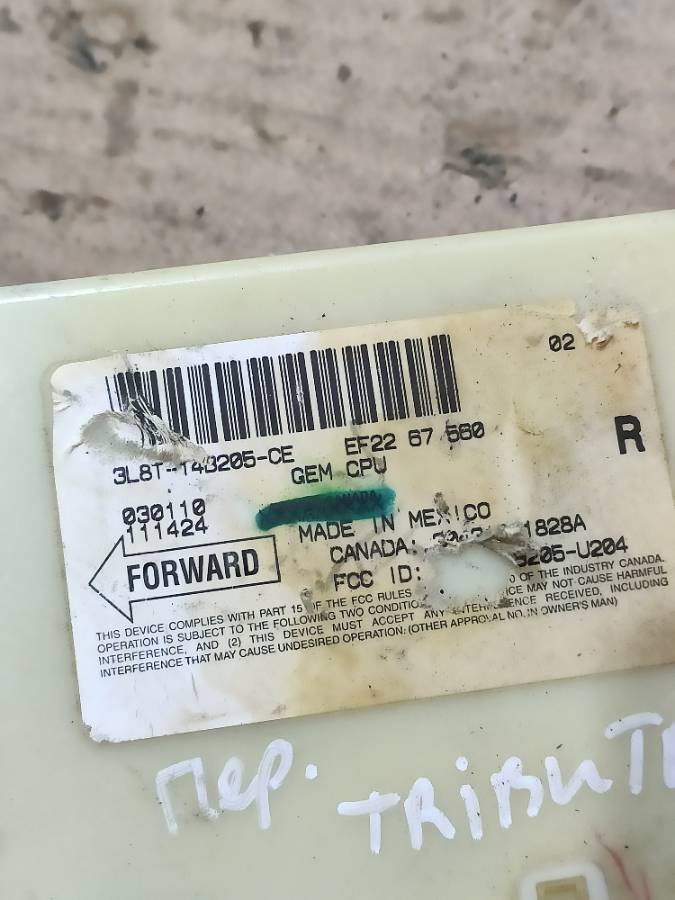 02
3L8T-14B205-CE EF22 67 560
GEM CPU
R
030110
111424
MADE IN MEXICO
CANADA: 1828A
FORWARD
FCC ID: 205-U204
THIS DEVICE COMPLIES WITH PART 15 OF THE FCC RULES O OF THE INDUSTRY CANADA.
OPERATION IS SUBJECT TO THE FOLLOWING TWO CONDITIO ICE MAY NOT CAUSE HARMFUL
INTERFERENCE, AND (2) THIS DEVICE MUST ACCEPT ANY INTERFERENCE RECEIVED, INCLUDING
INTERFERENCE THAT MAY CAUSE UNDESIRED OPERATION: (OTHER APPROVAL NO. IN OWNER'S MAN)
пер. TRIBUT